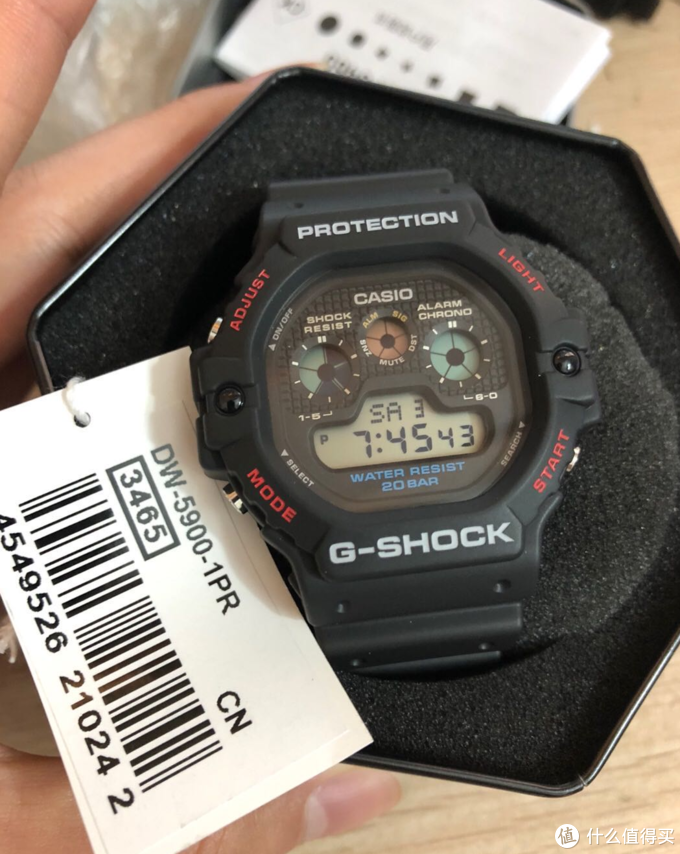 PROTECTION
ADJUST
LIGHT
CASIO
ON/OFF
SHOCK
RESIST
ALM
SIG
ALARM
CHRONO
SNZ
MUTE
DST
1-5
6-0
SA 3
P
7:45 43
SELECT
SEARCH
WATER RESIST
20 BAR
MODE
START
G-SHOCK
DW-5900-1PR
3465
CN
4549526 21024 2
值 什么值得买